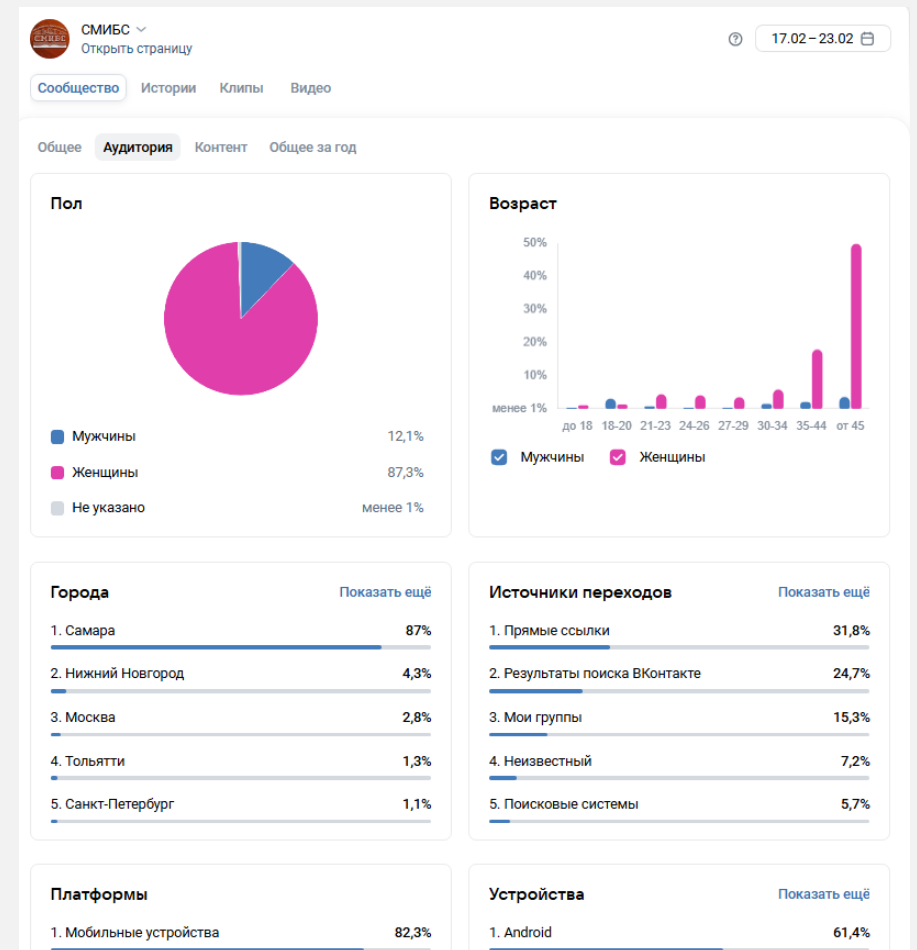 СМИБС
Открыть страницу
17.02 – 23.02
Сообщество Истории Клипы Видео
Общее Аудитория Контент Общее за год
Пол
Мужчины 12,1%
Женщины 87,3%
Не указано менее 1%
Возраст
50%
40%
30%
20%
10%
менее 1%
до 18 18-20 21-23 24-26 27-29 30-34 35-44 от 45
Мужчины Женщины
Города Показать ещё
1. Самара 87%
2. Нижний Новгород 4,3%
3. Москва 2,8%
4. Тольятти 1,3%
5. Санкт-Петербург 1,1%
Источники переходов Показать ещё
1. Прямые ссылки 31,8%
2. Результаты поиска ВКонтакте 24,7%
3. Мои группы 15,3%
4. Неизвестный 7,2%
5. Поисковые системы 5,7%
Платформы
1. Мобильные устройства 82,3%
Устройства Показать ещё
1. Android 61,4%